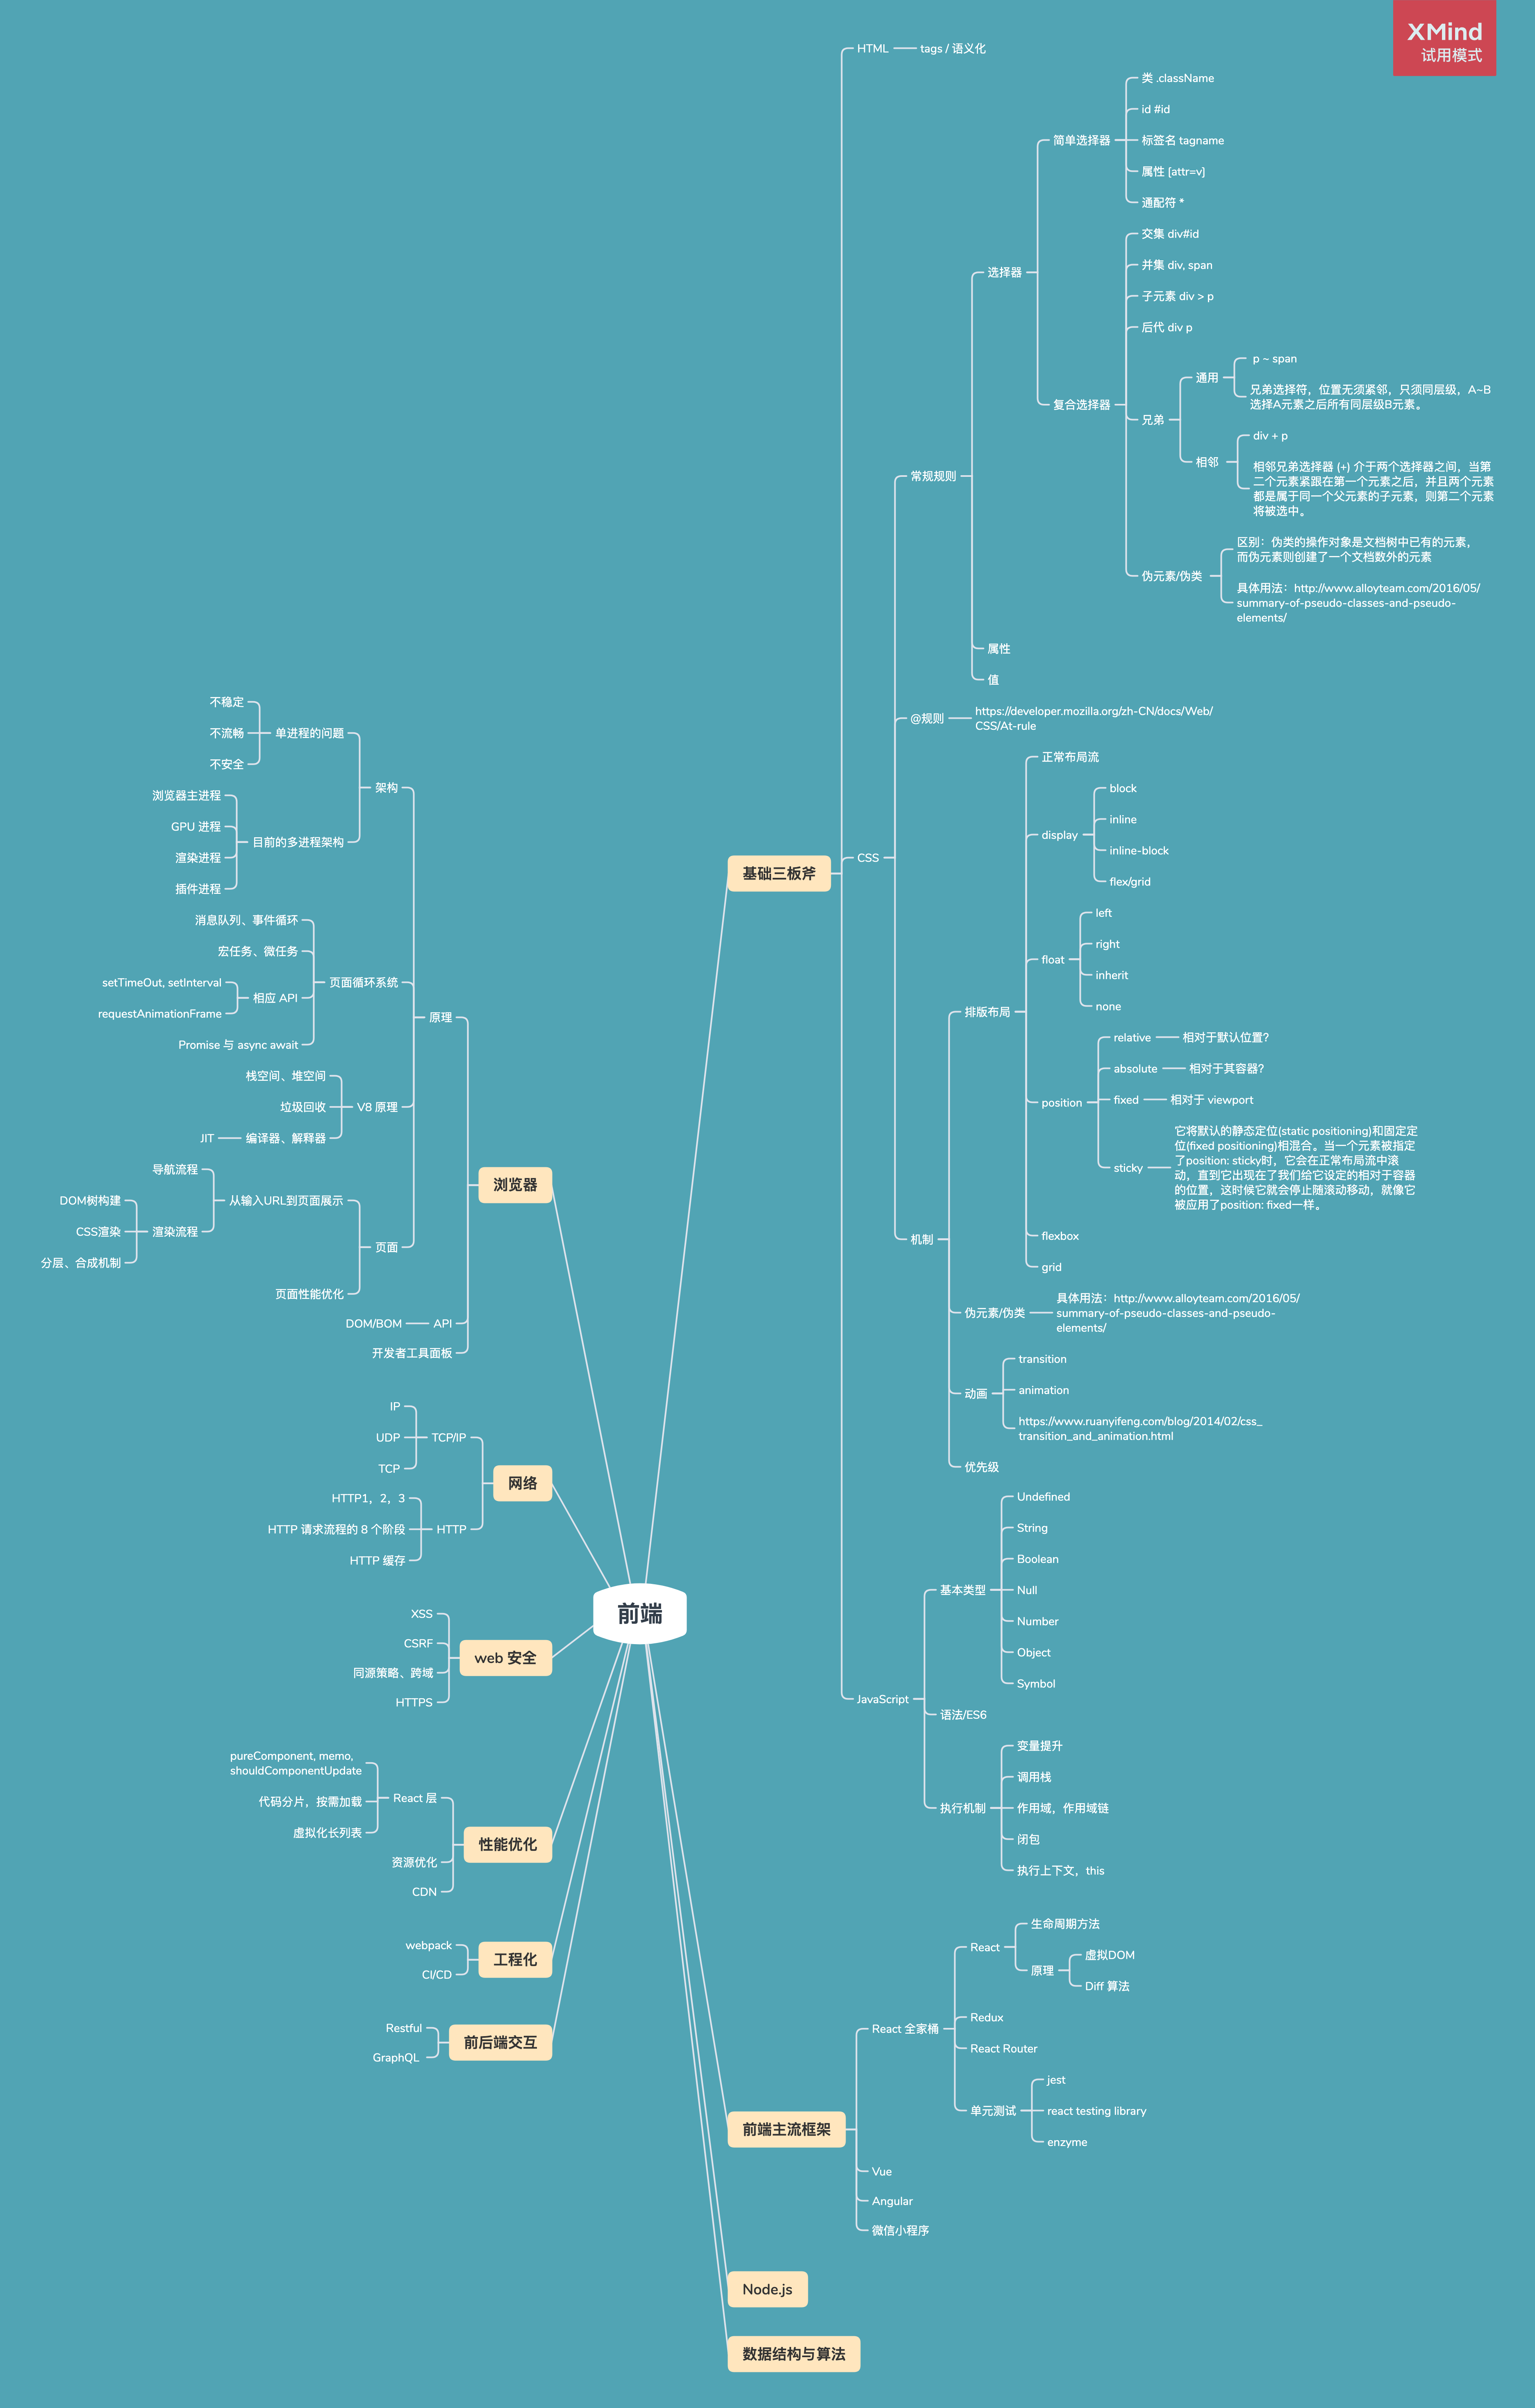 XMind
试用模式
前端
基础三板斧
HTML
tags / 语义化
CSS
常规规则
选择器
简单选择器
类 .className
id #id
标签名 tagname
属性 [attr=v]
通配符 *
复合选择器
交集 div#id
并集 div, span
子元素 div > p
后代 div p
兄弟
通用
p ~ span
兄弟选择符，位置无须紧邻，只须同层级，A~B
选择A元素之后所有同层级B元素。
相邻
div + p
相邻兄弟选择器 (+) 介于两个选择器之间，当第
二个元素紧跟在第一个元素之后，并且两个元素
都是属于同一个父元素的子元素，则第二个元素
将被选中。
伪元素/伪类
区别：伪类的操作对象是文档树中已有的元素，
而伪元素则创建了一个文档数外的元素
具体用法：http://www.alloyteam.com/2016/05/
summary-of-pseudo-classes-and-pseudo-
elements/
属性
值
@规则
https://developer.mozilla.org/zh-CN/docs/Web/
CSS/At-rule
机制
排版布局
正常布局流
display
block
inline
inline-block
flex/grid
float
left
right
inherit
none
position
relative
相对于默认位置？
absolute
相对于其容器？
fixed
相对于 viewport
sticky
它将默认的静态定位(static positioning)和固定定
位(fixed positioning)相混合。当一个元素被指定
了position: sticky时，它会在正常布局流中滚
动，直到它出现在了我们给它设定的相对于容器
的位置，这时候它就会停止随滚动移动，就像它
被应用了position: fixed一样。
flexbox
grid
伪元素/伪类
具体用法：http://www.alloyteam.com/2016/05/
summary-of-pseudo-classes-and-pseudo-
elements/
动画
transition
animation
https://www.ruanyifeng.com/blog/2014/02/css_
transition_and_animation.html
优先级
JavaScript
基本类型
Undefined
String
Boolean
Null
Number
Object
Symbol
语法/ES6
执行机制
变量提升
调用栈
作用域，作用域链
闭包
执行上下文，this
前端主流框架
React 全家桶
React
生命周期方法
原理
虚拟DOM
Diff 算法
Redux
React Router
单元测试
jest
react testing library
enzyme
Vue
Angular
微信小程序
Node.js
数据结构与算法
浏览器
原理
架构
单进程的问题
不稳定
不流畅
不安全
目前的多进程架构
浏览器主进程
GPU 进程
渲染进程
插件进程
页面循环系统
消息队列、事件循环
宏任务、微任务
相应 API
setTimeOut, setInterval
requestAnimationFrame
Promise 与 async await
V8 原理
栈空间、堆空间
垃圾回收
编译器、解释器
JIT
页面
从输入URL到页面展示
导航流程
渲染流程
DOM树构建
CSS渲染
分层、合成机制
页面性能优化
API
DOM/BOM
开发者工具面板
网络
TCP/IP
IP
UDP
TCP
HTTP
HTTP1，2，3
HTTP 请求流程的 8 个阶段
HTTP 缓存
web 安全
XSS
CSRF
同源策略、跨域
HTTPS
性能优化
React 层
pureComponent, memo,
shouldComponentUpdate
代码分片，按需加载
虚拟化长列表
资源优化
CDN
工程化
webpack
CI/CD
前后端交互
Restful
GraphQL